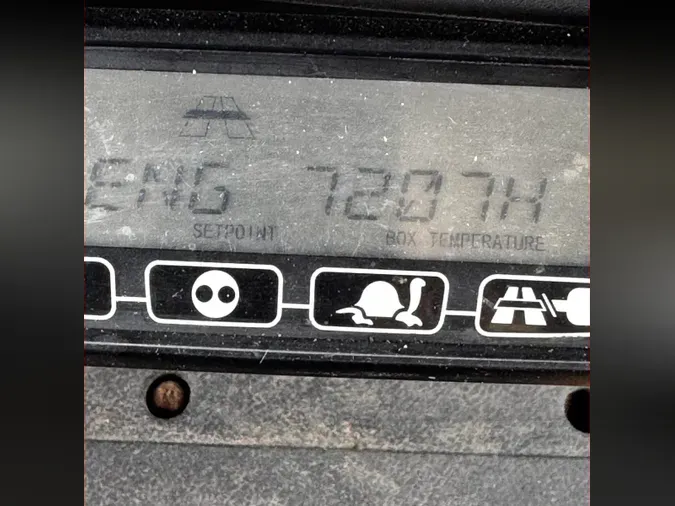 ENG 7207H
SETPOINT BOX TEMPERATURE